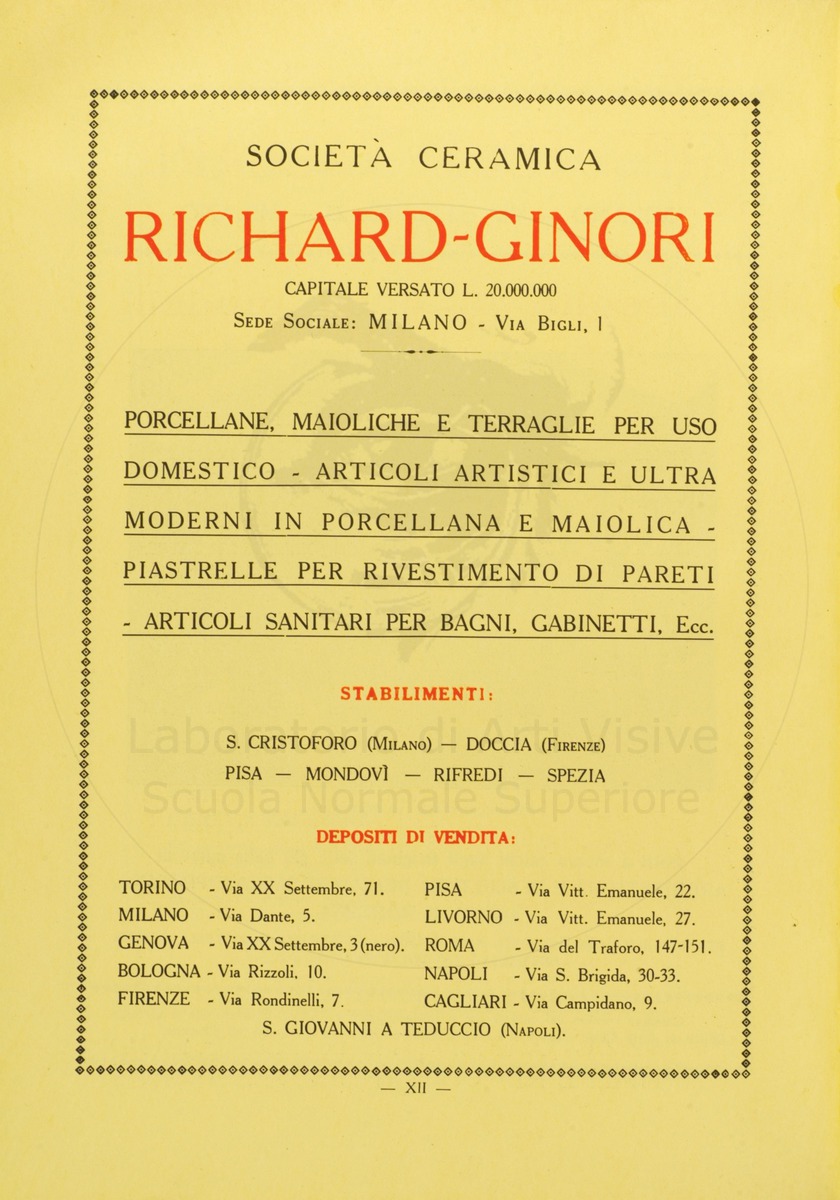 SOCIETÀ CERAMICA
RICHARD-GINORI
CAPITALE VERSATO L. 20.000.000
SEDE SOCIALE: MILANO - VIA BIGLI, 1
PORCELLANE, MAIOLICHE E TERRAGLIE PER USO
DOMESTICO - ARTICOLI ARTISTICI E ULTRA
MODERNI IN PORCELLANA E MAIOLICA -
PIASTRELLE PER RIVESTIMENTO DI PARETI
- ARTICOLI SANITARI PER BAGNI, GABINETTI, Ecc.
STABILIMENTI:
Laboratorio di Arti Visive
S. CRISTOFORO (MILANO) — DOCCIA (FIRENZE)
PISA — MONDOVÌ — RIFREDI — SPEZIA
Scuola Normale Superiore
DEPOSITI DI VENDITA:
TORINO - Via XX Settembre, 71.
MILANO - Via Dante, 5.
GENOVA - Via XX Settembre, 3 (nero).
BOLOGNA - Via Rizzoli, 10.
FIRENZE - Via Rondinelli, 7.
PISA - Via Vitt. Emanuele, 22.
LIVORNO - Via Vitt. Emanuele, 27.
ROMA - Via del Traforo, 147-151.
NAPOLI - Via S. Brigida, 30-33.
CAGLIARI - Via Campidano, 9.
S. GIOVANNI A TEDUCCIO (NAPOLI).
— XII —